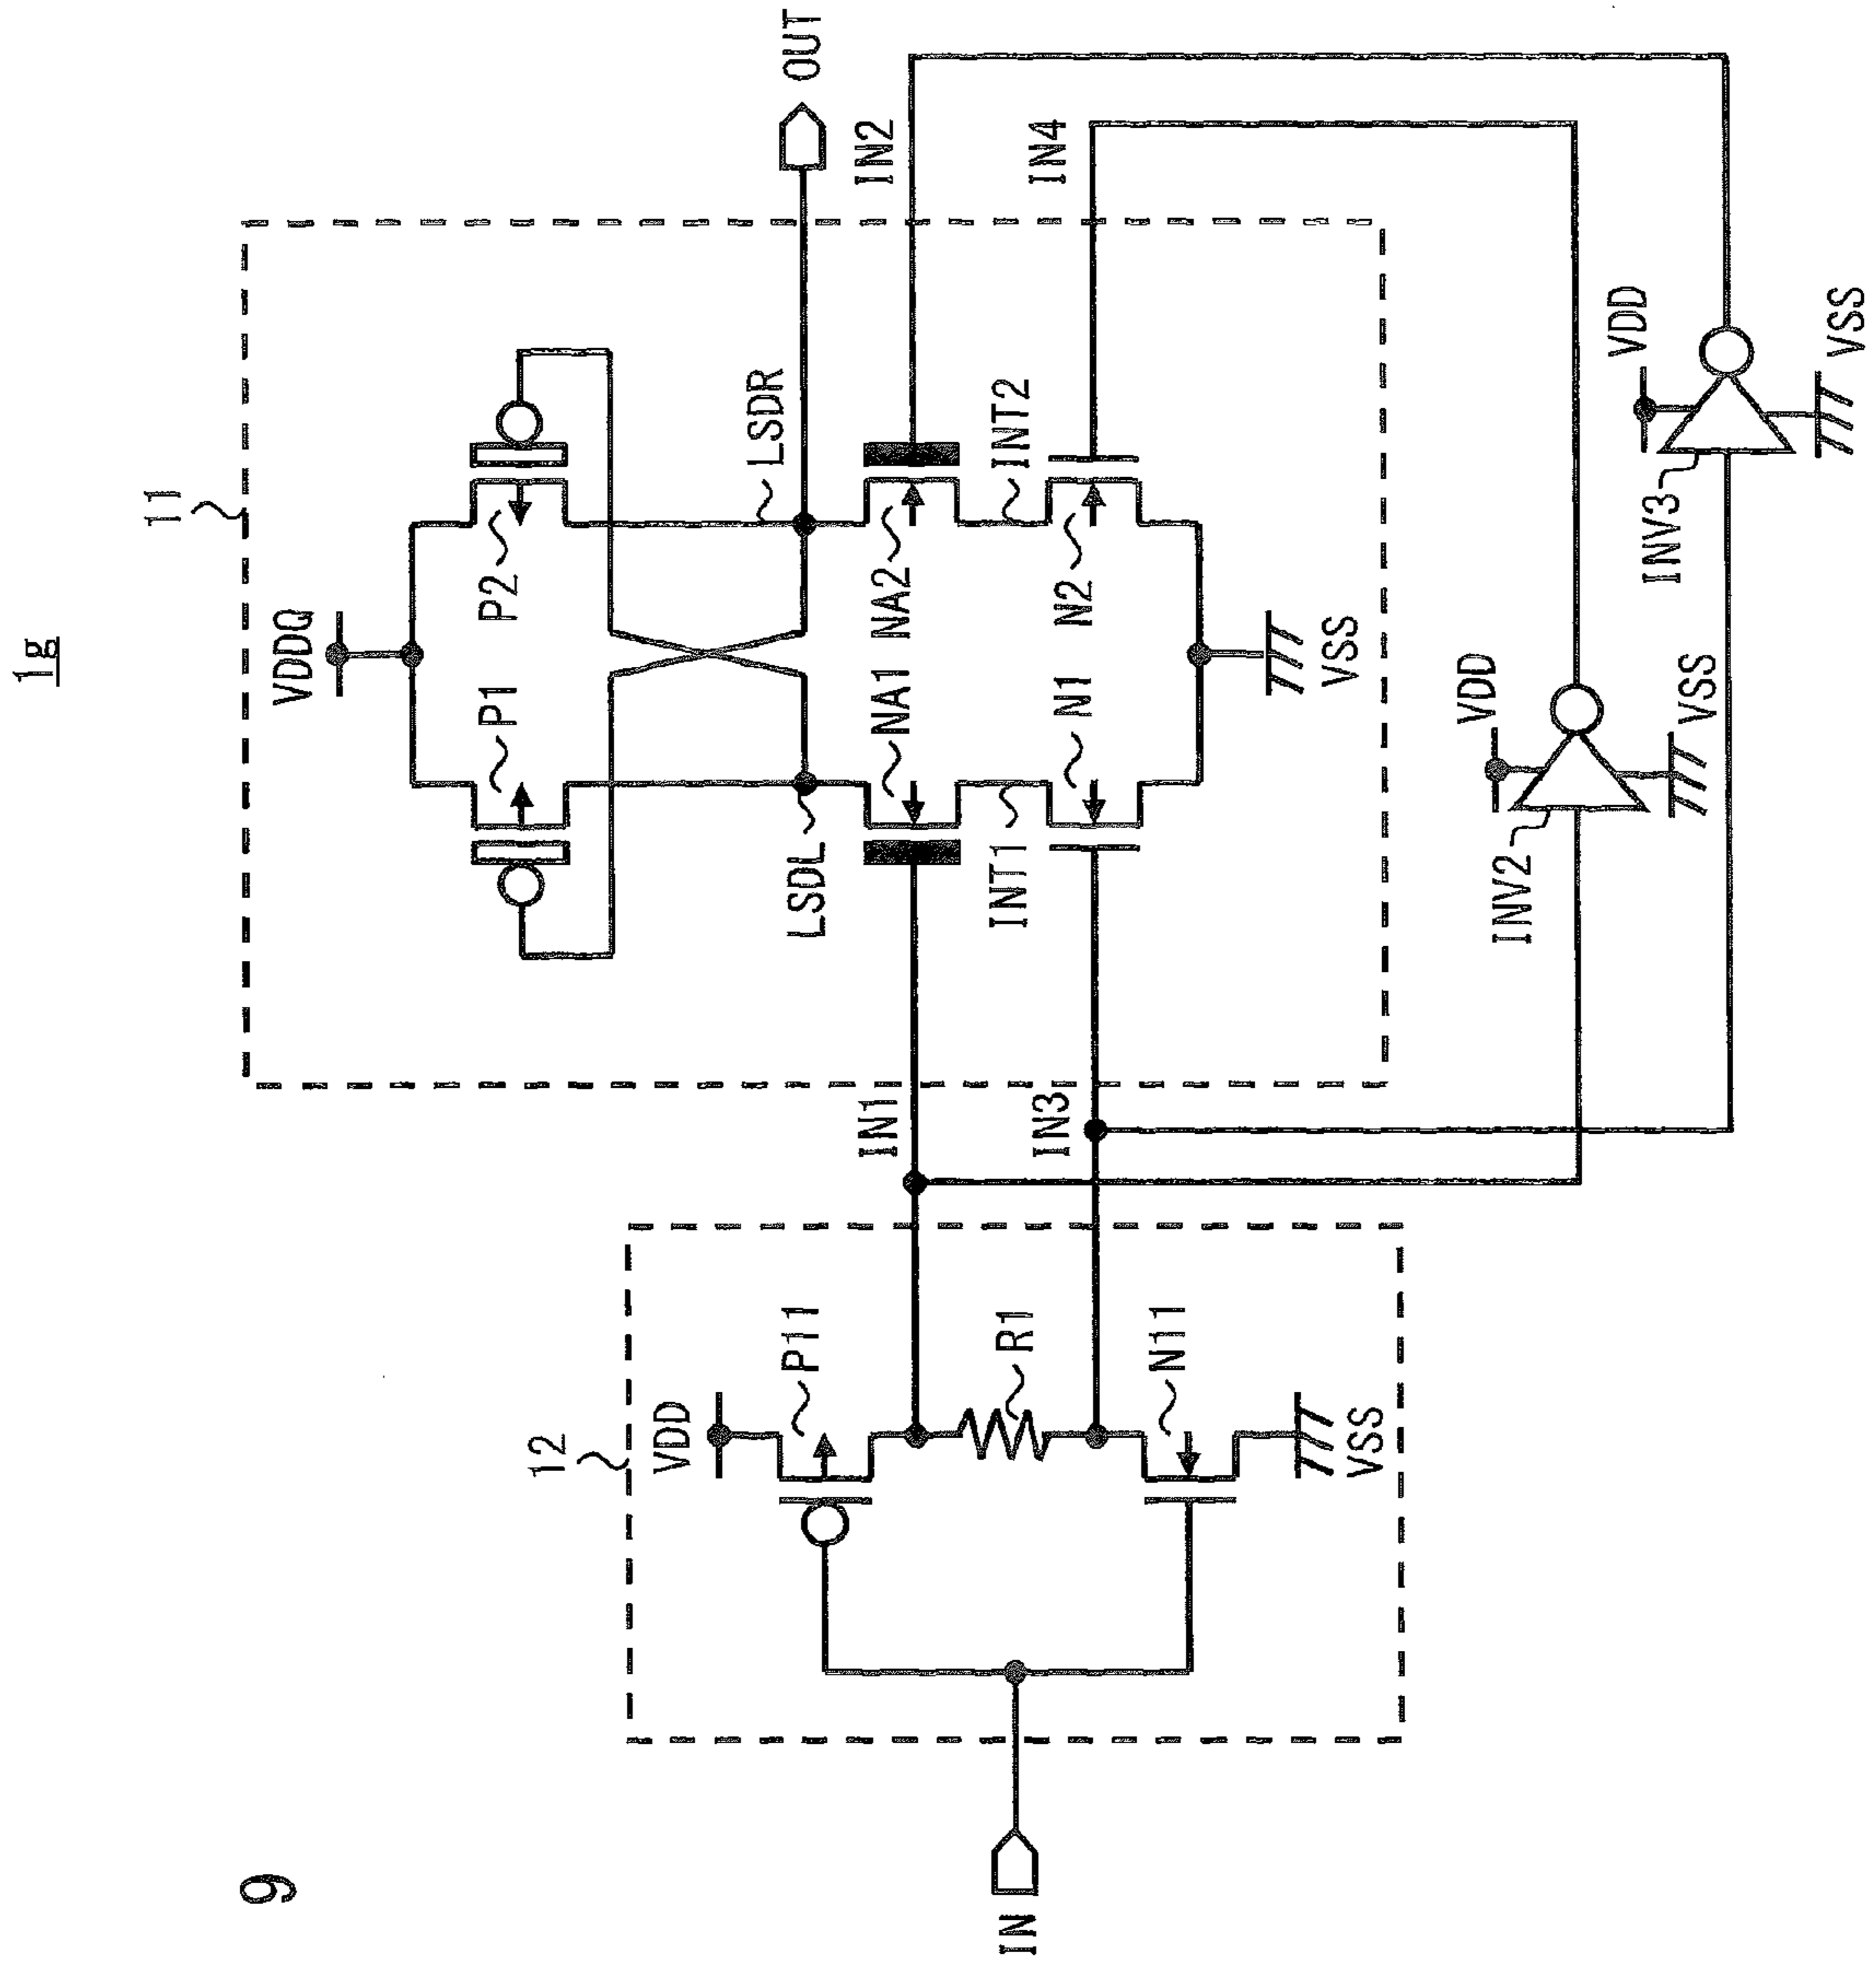 1g
9
11
VDDQ
P1
P2
LSDL
LSDR
OUT
NA1
NA2
IN2
INT1
INT2
N1
N2
IN4
VSS
IN1
IN3
12
VDD
P11
R1
N11
VSS
IN
VDD
INV2
VSS
VDD
INV3
VSS